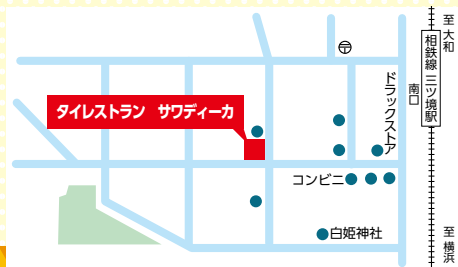 至 大和
相鉄線 三ツ境駅
南口
ドラックストア
タイレストラン サワディーカ
コンビニ
白姫神社
至 横浜